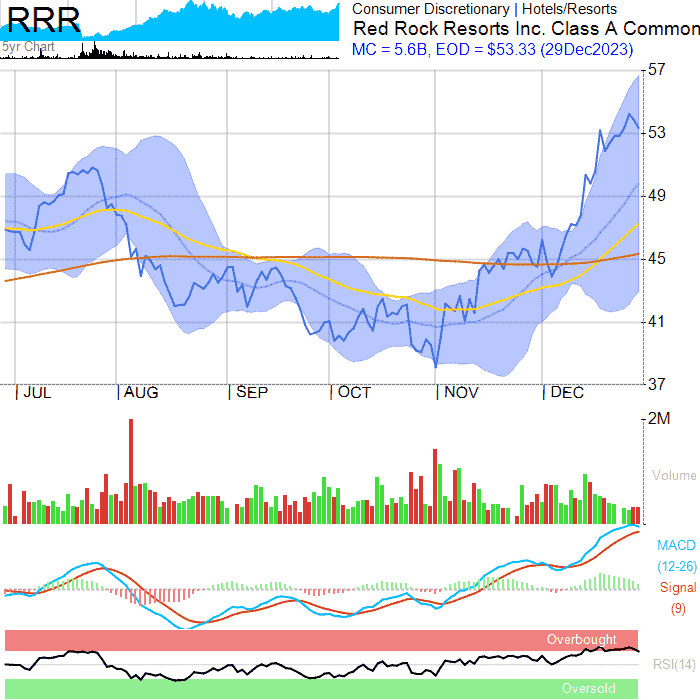 RRR
5yr Chart
Consumer Discretionary | Hotels/Resorts
Red Rock Resorts Inc. Class A Common
MC = 5.6B, EOD = $53.33 (29Dec2023)
57
53
49
45
41
37
JUL
AUG
SEP
OCT
NOV
DEC
2M
Volume
MACD
(12-26)
Signal
(9)
Overbought
RSI(14)
Oversold